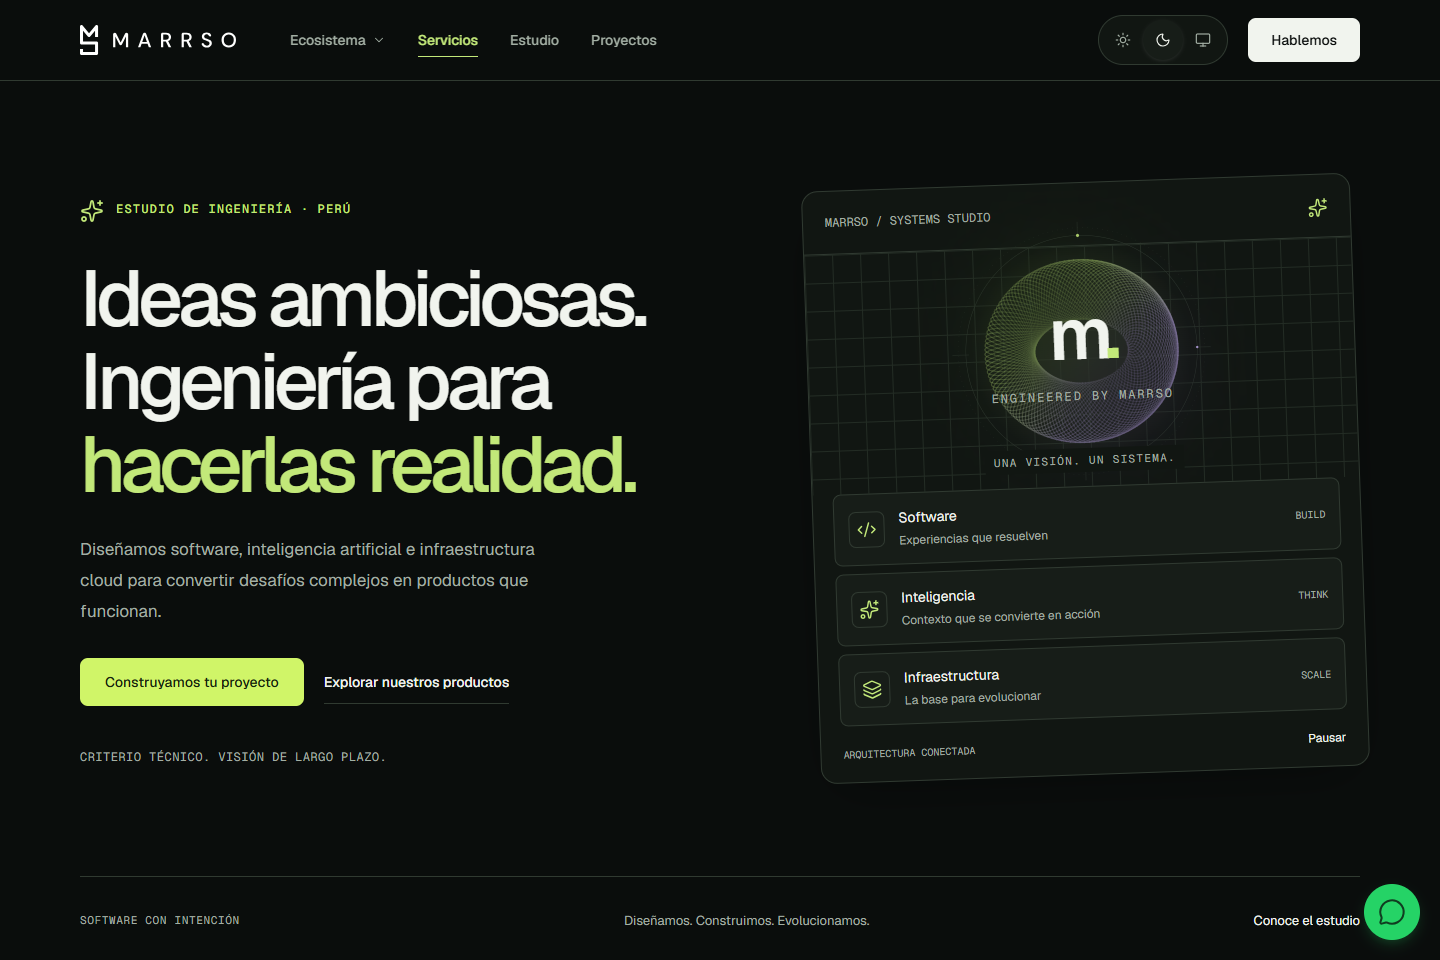 MARRSO
Ecosistema
Servicios
Estudio
Proyectos
Hablemos
ESTUDIO DE INGENIERÍA · PERÚ
Ideas ambiciosas.
Ingeniería para
hacerlas realidad.
Diseñamos software, inteligencia artificial e infraestructura
cloud para convertir desafíos complejos en productos que
funcionan.
Construyamos tu proyecto
Explorar nuestros productos
CRITERIO TÉCNICO. VISIÓN DE LARGO PLAZO.
MARRSO / SYSTEMS STUDIO
m.
ENGINEERED BY MARRSO
UNA VISIÓN. UN SISTEMA.
Software
Experiencias que resuelven
BUILD
Inteligencia
Contexto que se convierte en acción
THINK
Infraestructura
La base para evolucionar
SCALE
ARQUITECTURA CONECTADA
Pausar
SOFTWARE CON INTENCIÓN
Diseñamos. Construimos. Evolucionamos.
Conoce el estudio